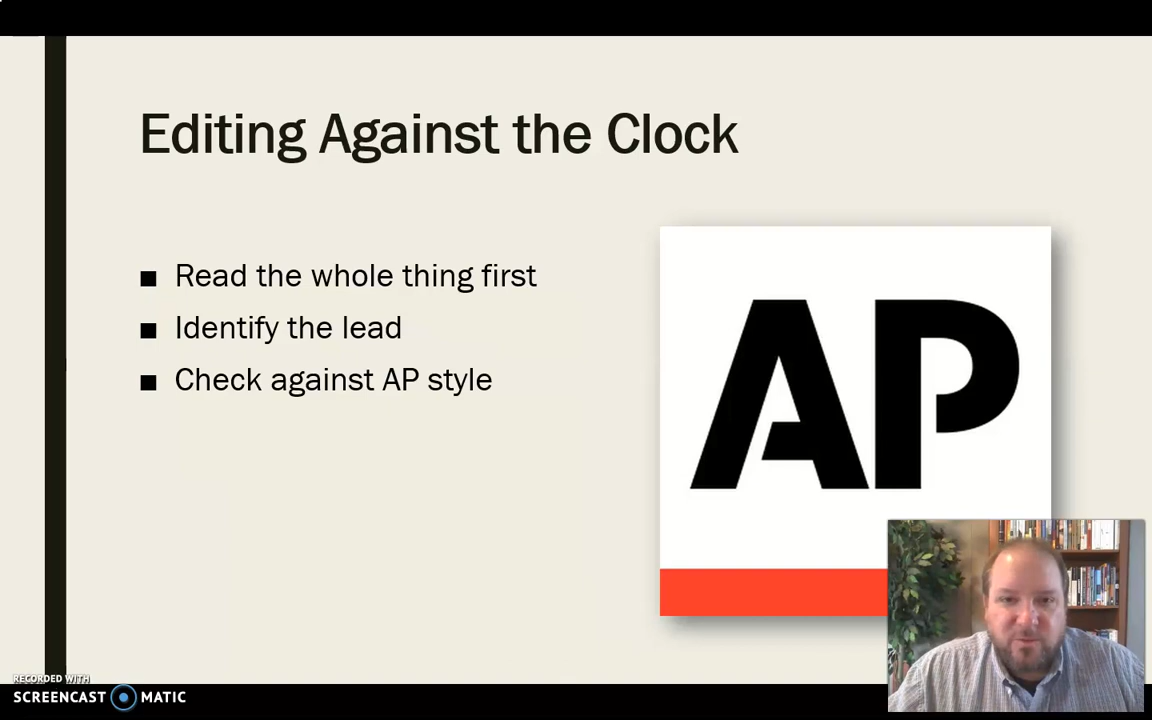 Editing Against the Clock
■ Read the whole thing first
■ Identify the lead
■ Check against AP style
AP
RECORDED WITH
SCREENCAST MATIC